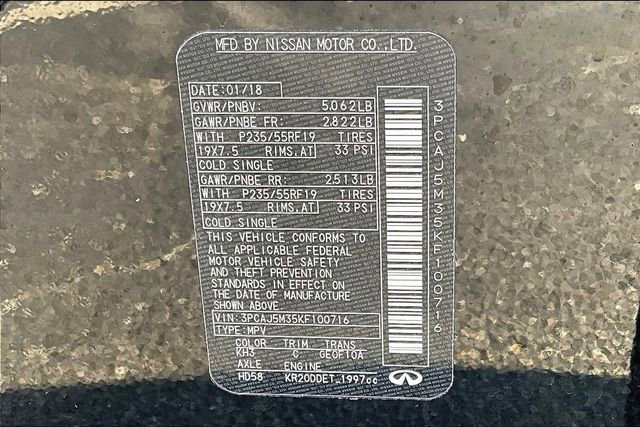 MFD BY NISSAN MOTOR CO.,LTD.
DATE:01/18
GVWR/PNBV: 5,062LB
GAWR/PNBE FR: 2,822LB
WITH P235/55RF19 TIRES
19X7.5 RIMS,AT 33 PSI
COLD SINGLE
GAWR/PNBE RR: 2,513LB
WITH P235/55RF19 TIRES
19X7.5 RIMS,AT 33 PSI
COLD SINGLE
THIS VEHICLE CONFORMS TO
ALL APPLICABLE FEDERAL
MOTOR VEHICLE SAFETY
AND THEFT PREVENTION
STANDARDS IN EFFECT ON
THE DATE OF MANUFACTURE
SHOWN ABOVE.
VIN:3PCAJ5M35KF100716
TYPE:MPV
COLOR TRIM TRANS
KH3 C GEOF10A
AXLE ENGINE
HD58 KR20DDET 1997cc
3PCAJ5M35KF100716